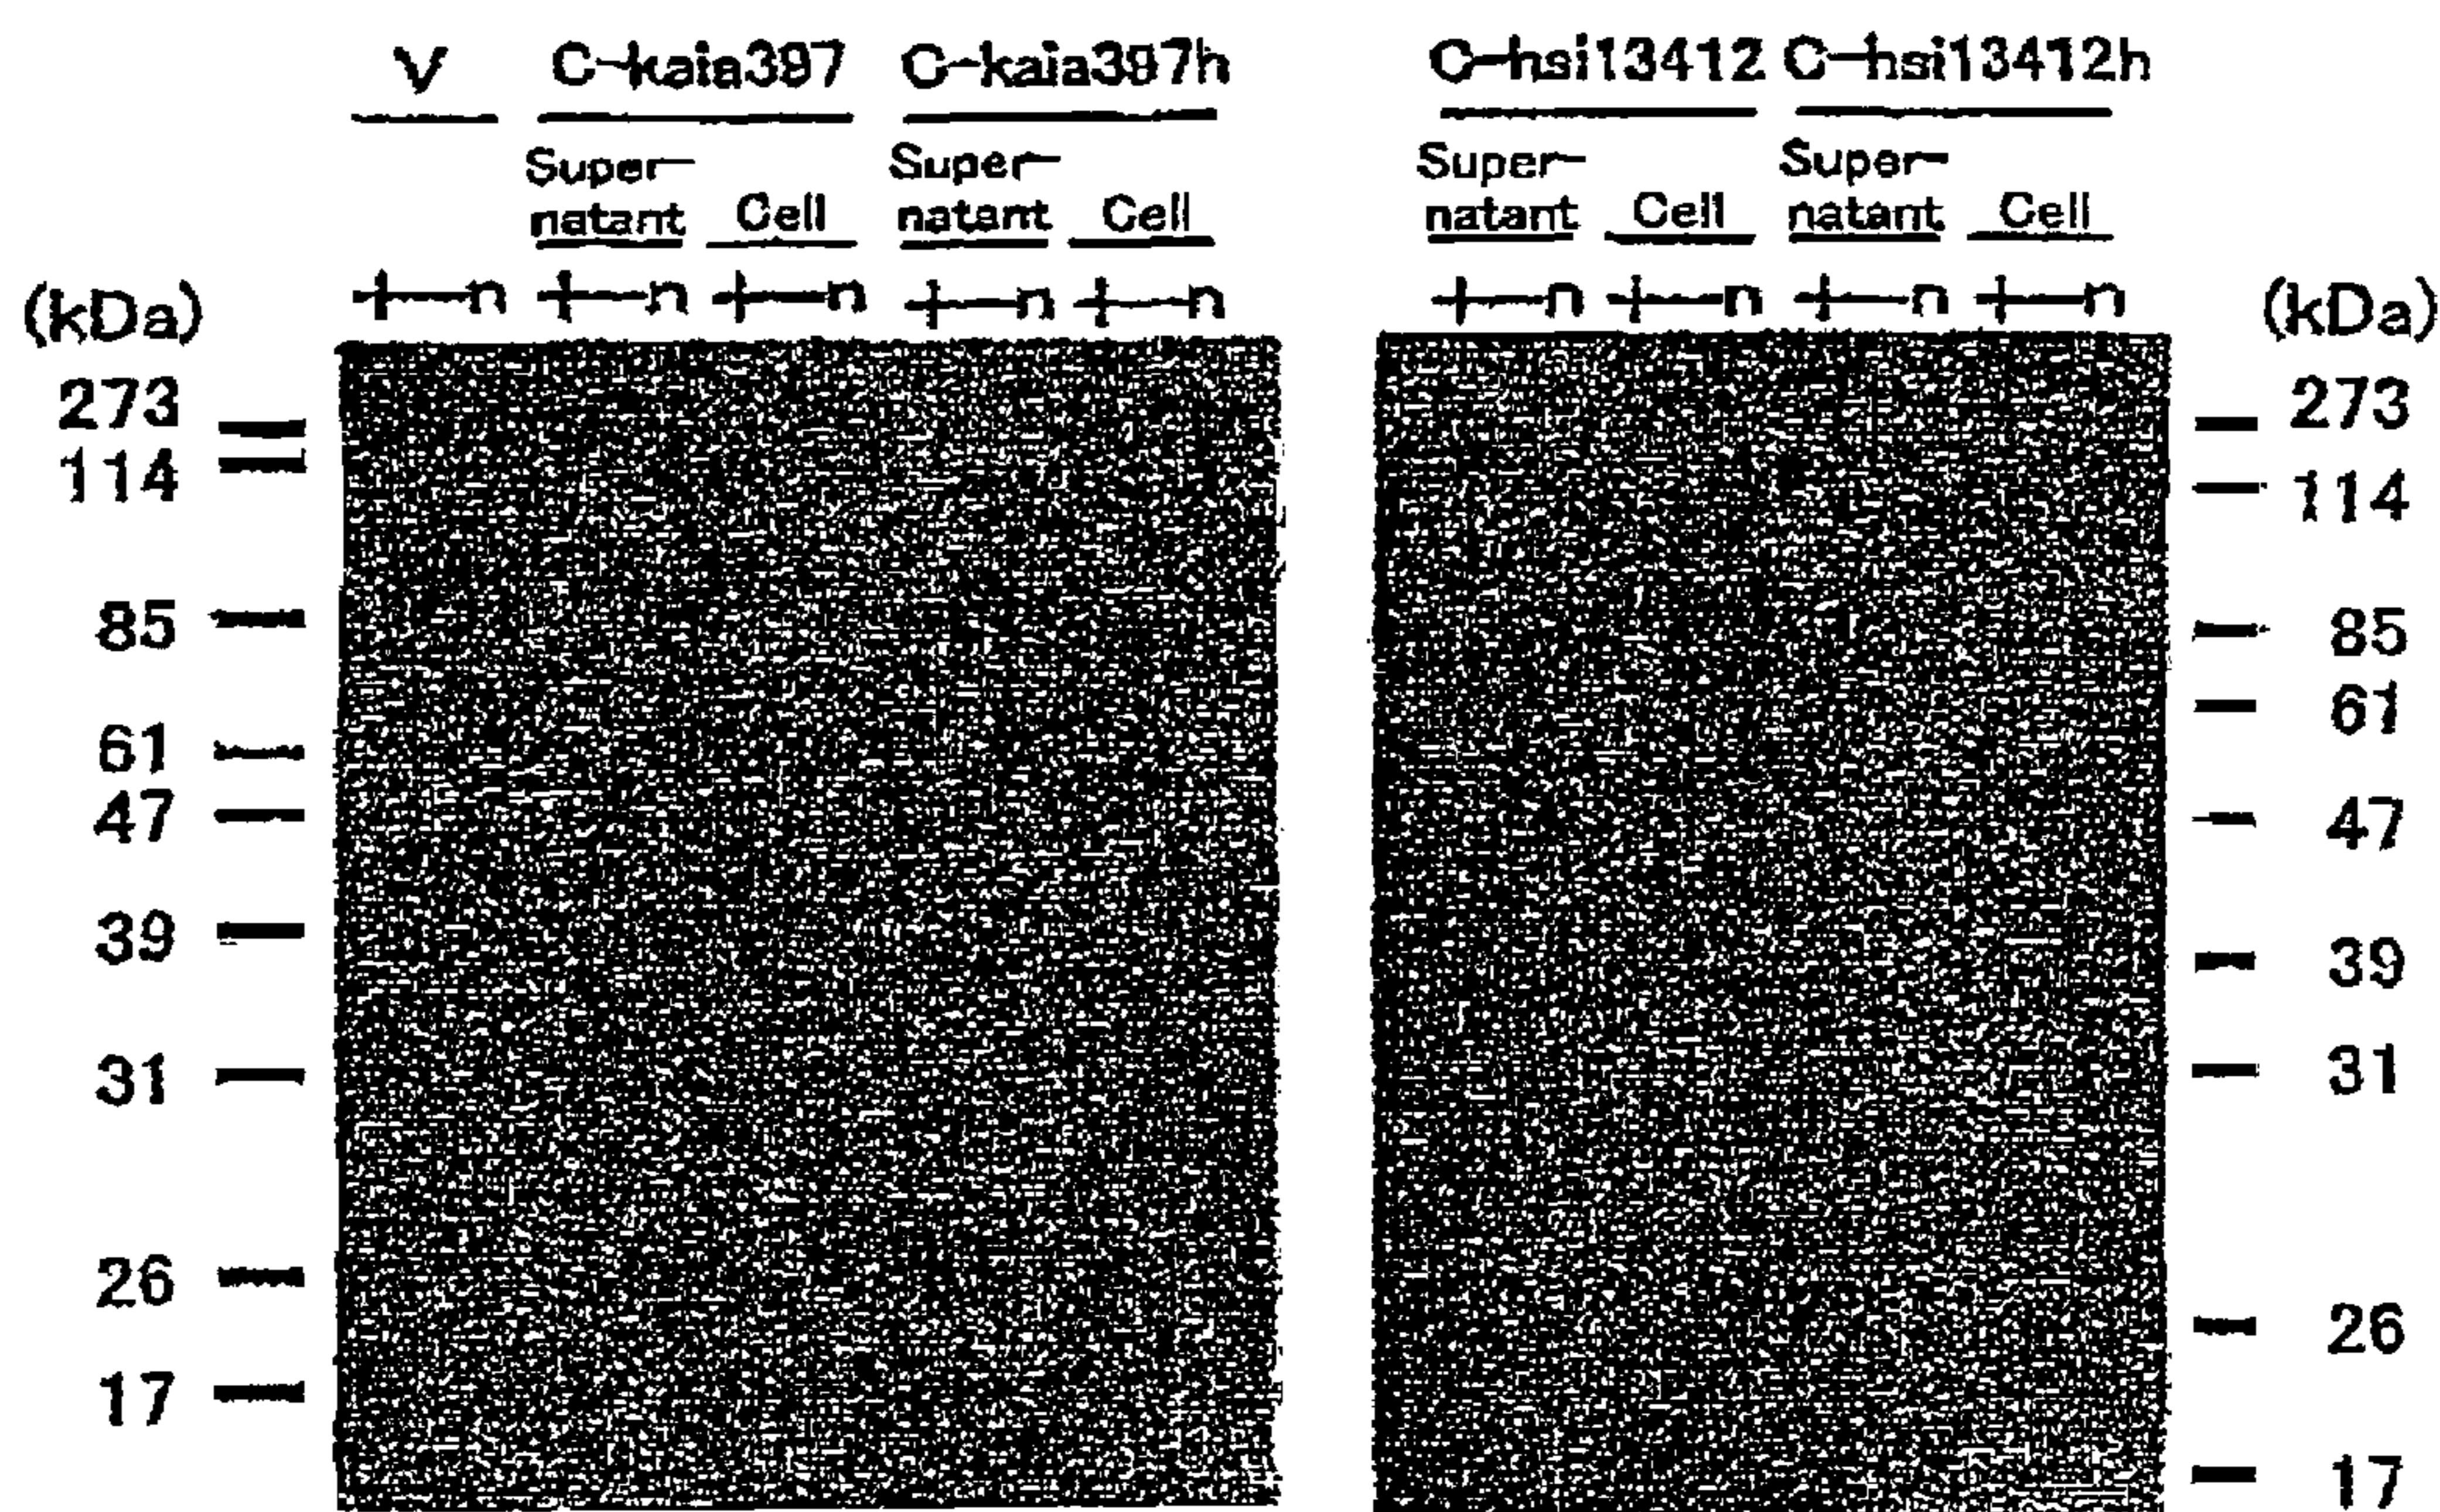 V C-kaia397 C-kaia397h C-hsi13412 C-hsi13412h
Super- Super- Super- Super-
natant Cell natant Cell natant Cell natant Cell
(kDa) +—n +—n +—n +—n +—n +—n +—n +—n +—n (kDa)
273 273
114 114
85 85
61 61
47 47
39 39
31 31
26 26
17 17